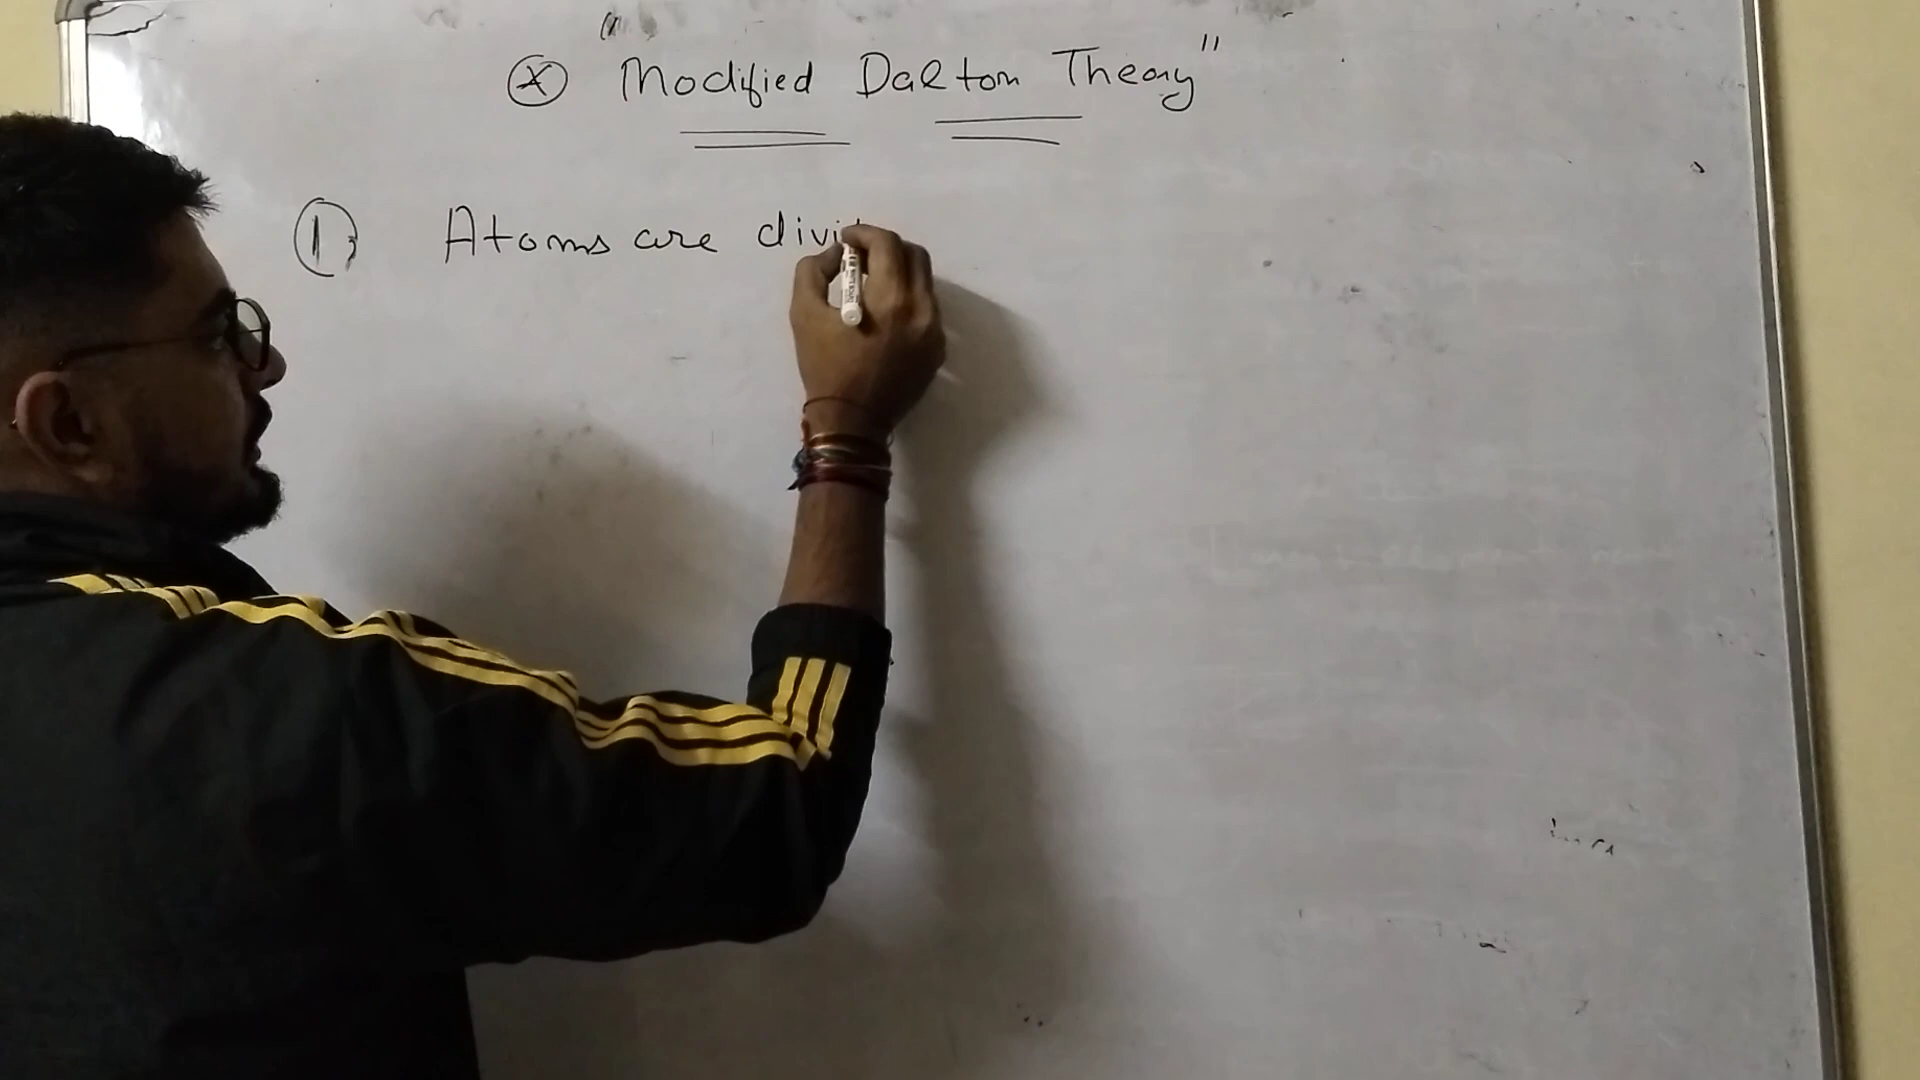 Ⓧ "Modified Dalton Theory"
① Atoms are divi